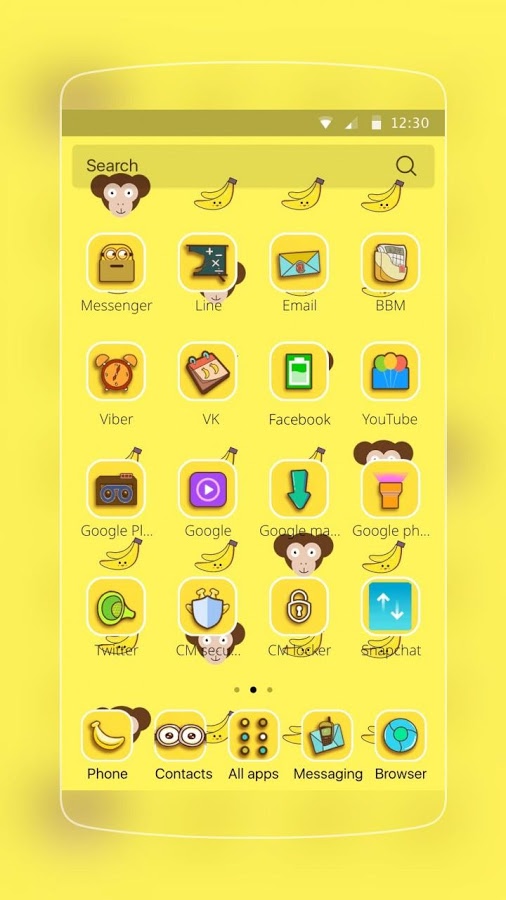 12:30
Search
Messenger Line Email BBM
Viber VK Facebook YouTube
Google Pl... Google Google ma... Google ph...
Twitter CM secu... CM locker Snapchat
Phone Contacts All apps Messaging Browser